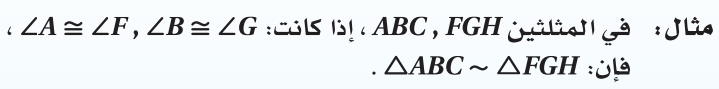 مثال: في المثلثين ABC , FGH ، إذا كانت: ∠A ≅ ∠F , ∠B ≅ ∠G ،
فإن: △ABC ~ △FGH .